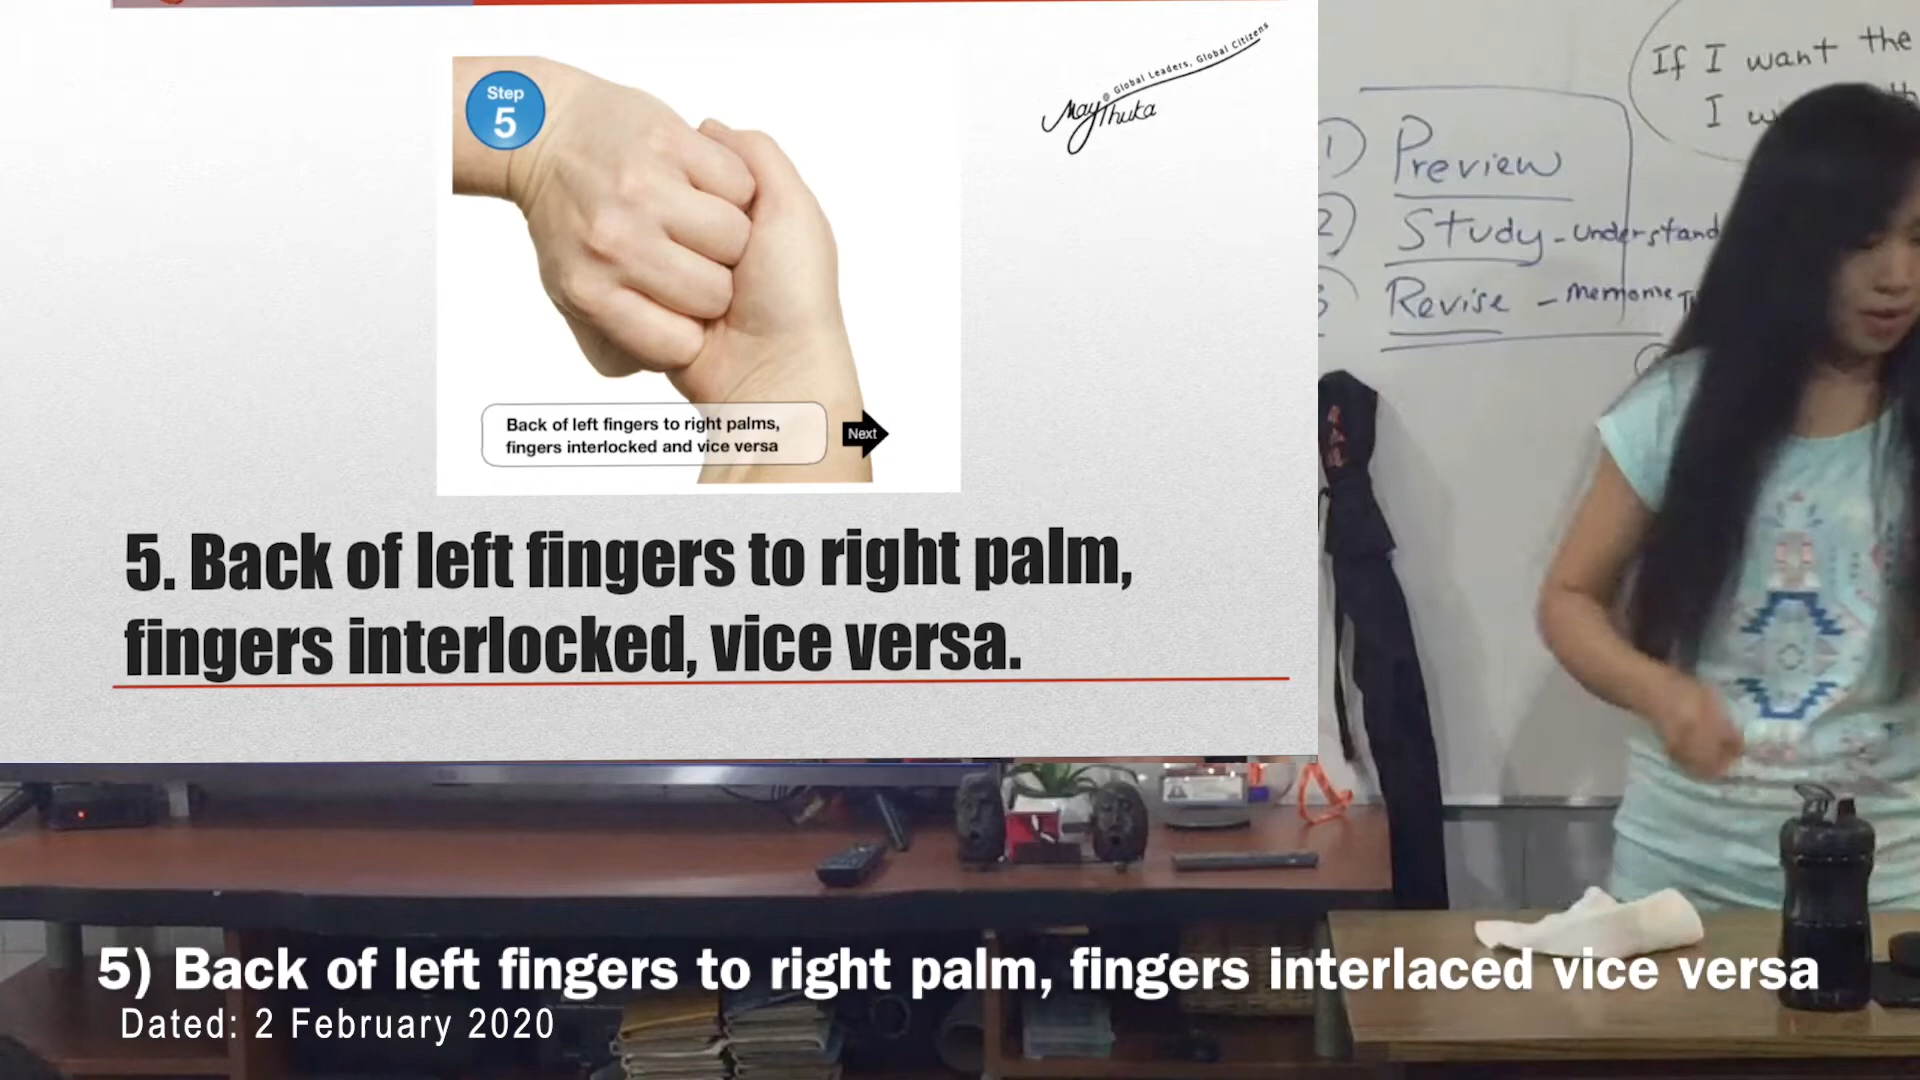 Step
5
@ Global Leaders, Global Citizens
May Thuka
Back of left fingers to right palms,
fingers interlocked and vice versa
Next
5. Back of left fingers to right palm,
fingers interlocked, vice versa.
If I want the
I
1) Preview
2) Study - understand
Revise -
5) Back of left fingers to right palm, fingers interlaced vice versa
Dated: 2 February 2020